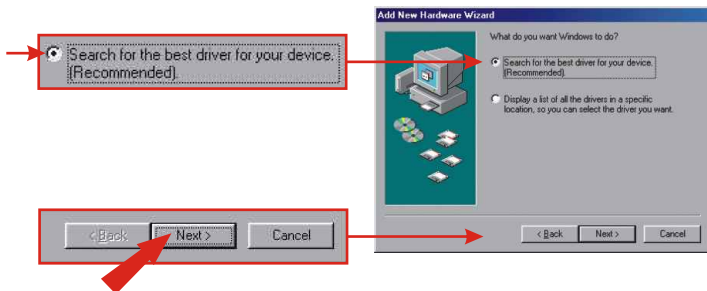 Search for the best driver for your device.
(Recommended).
< Back Next > Cancel
Add New Hardware Wizard
What do you want Windows to do?
Search for the best driver for your device.
(Recommended).
Display a list of all the drivers in a specific
location, so you can select the driver you want.
< Back Next > Cancel